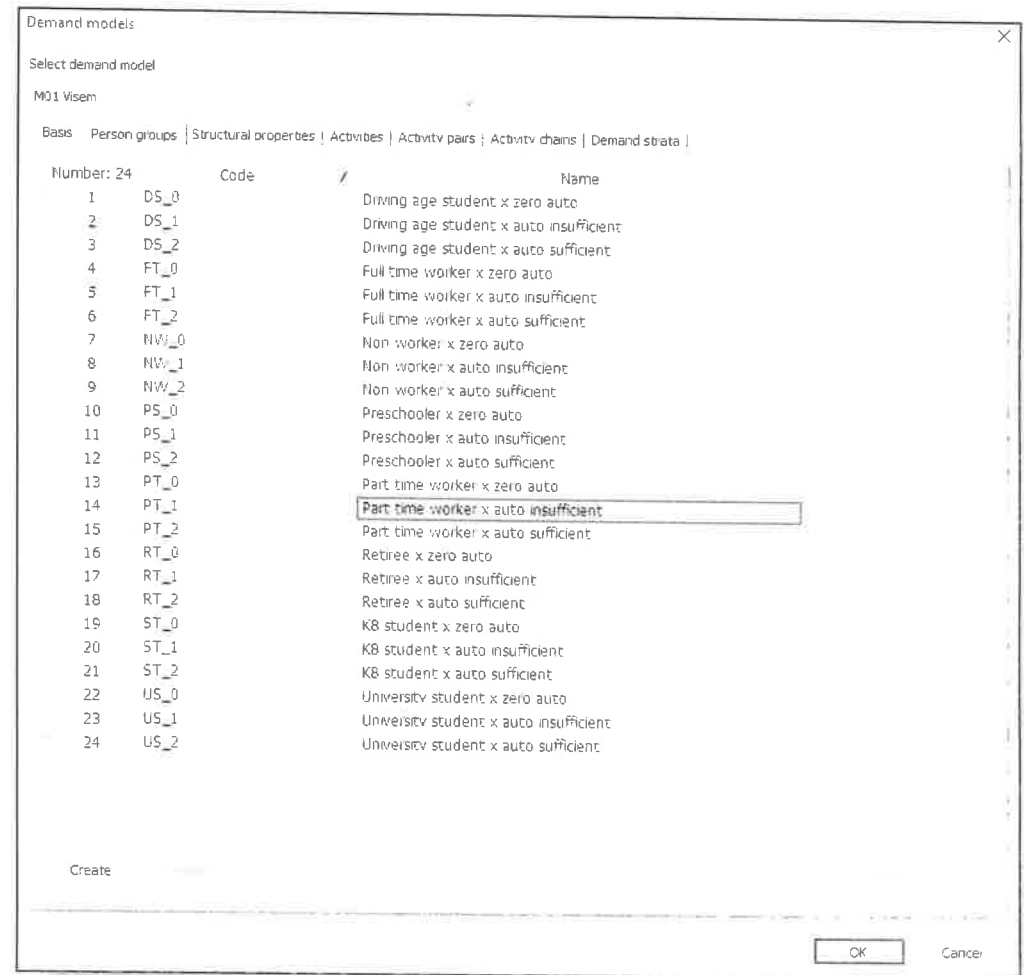 Demand models
Select demand model
M01 Visem
Basis Person groups Structural properties Activities Activity pairs Activity chains Demand strata
Number: 24 Code Name
1 DS_0 Driving age student x zero auto
2 DS_1 Driving age student x auto insufficient
3 DS_2 Driving age student x auto sufficient
4 FT_0 Full time worker x zero auto
5 FT_1 Full time worker x auto insufficient
6 FT_2 Full time worker x auto sufficient
7 NW_0 Non worker x zero auto
8 NW_1 Non worker x auto insufficient
9 NW_2 Non worker x auto sufficient
10 PS_0 Preschooler x zero auto
11 PS_1 Preschooler x auto insufficient
12 PS_2 Preschooler x auto sufficient
13 PT_0 Part time worker x zero auto
14 PT_1 Part time worker x auto insufficient
15 PT_2 Part time worker x auto sufficient
16 RT_0 Retiree x zero auto
17 RT_1 Retiree x auto insufficient
18 RT_2 Retiree x auto sufficient
19 ST_0 K8 student x zero auto
20 ST_1 K8 student x auto insufficient
21 ST_2 K8 student x auto sufficient
22 US_0 University student x zero auto
23 US_1 University student x auto insufficient
24 US_2 University student x auto sufficient
Create
OK Cancel